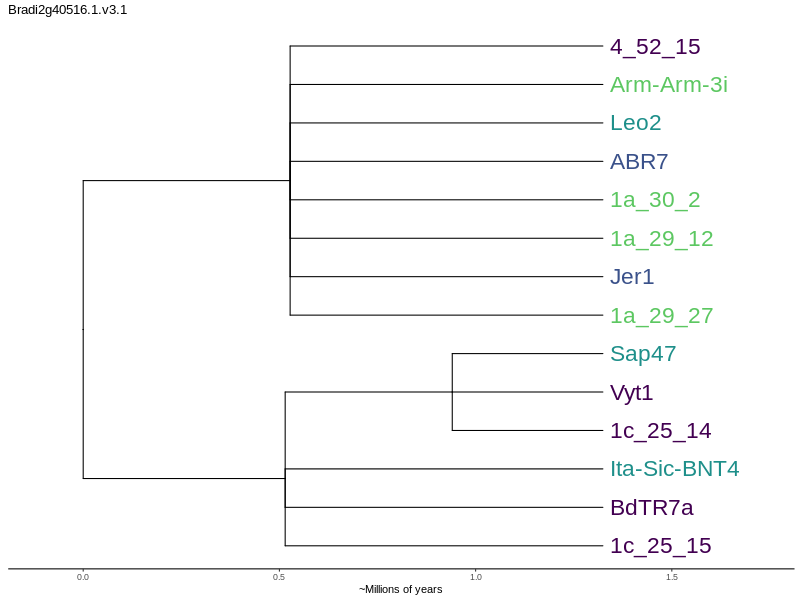 Bradi2g40516.1.v3.1
4_52_15
Arm-Arm-3i
Leo2
ABR7
1a_30_2
1a_29_12
Jer1
1a_29_27
Sap47
Vyt1
1c_25_14
Ita-Sic-BNT4
BdTR7a
1c_25_15
0.0 0.5 1.0 1.5
~Millions of years